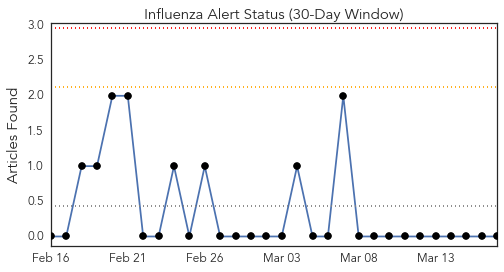 Influenza Alert Status (30-Day Window)
3.0
2.5
2.0
1.5
1.0
0.5
0.0
Articles Found
Feb 16
Feb 21
Feb 26
Mar 03
Mar 08
Mar 13